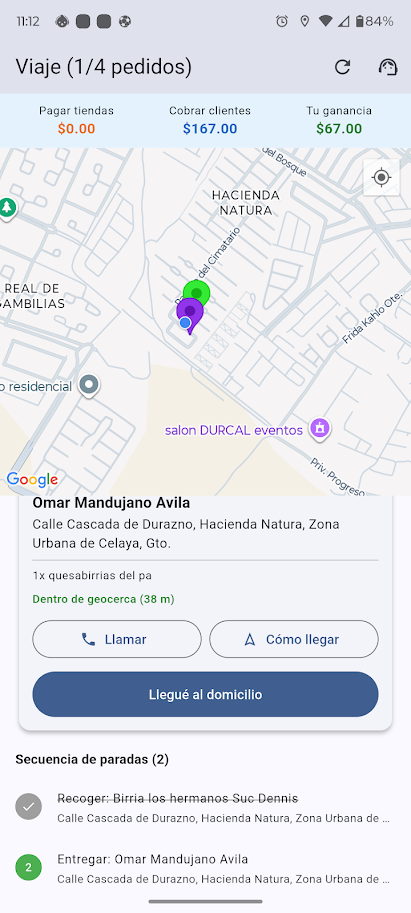 11:12
84%
Viaje (1/4 pedidos)
Pagar tiendas
$0.00
Cobrar clientes
$167.00
Tu ganancia
$67.00
del Bosque
HACIENDA
NATURA
del Cimatario
REAL DE
GAMBILIAS
Frida Kahlo Ote.
o residencial
salon DURCAL eventos
Priv. Progreso
Google
Omar Mandujano Avila
Calle Cascada de Durazno, Hacienda Natura, Zona
Urbana de Celaya, Gto.
1x quesabirrias del pa
Dentro de geocerca (38 m)
Llamar
Cómo llegar
Llegué al domicilio
Secuencia de paradas (2)
Recoger: Birria los hermanos Suc Dennis
Calle Cascada de Durazno, Hacienda Natura, Zona Urbana de ...
2
Entregar: Omar Mandujano Avila
Calle Cascada de Durazno, Hacienda Natura, Zona Urbana de ...